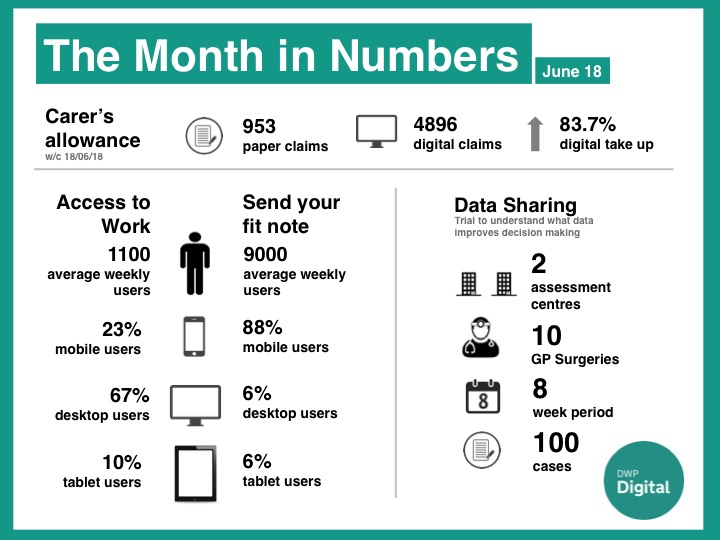 The Month in Numbers
June 18
Carer's
allowance
w/c 18/06/18
953
paper claims
4896
digital claims
83.7%
digital take up
Access to
Work
1100
average weekly
users
23%
mobile users
67%
desktop users
10%
tablet users
Send your
fit note
9000
average weekly
users
88%
mobile users
6%
desktop users
6%
tablet users
Data Sharing
Trial to understand what data
improves decision making
2
assessment
centres
10
GP Surgeries
8
8
week period
100
cases
DWP
Digital